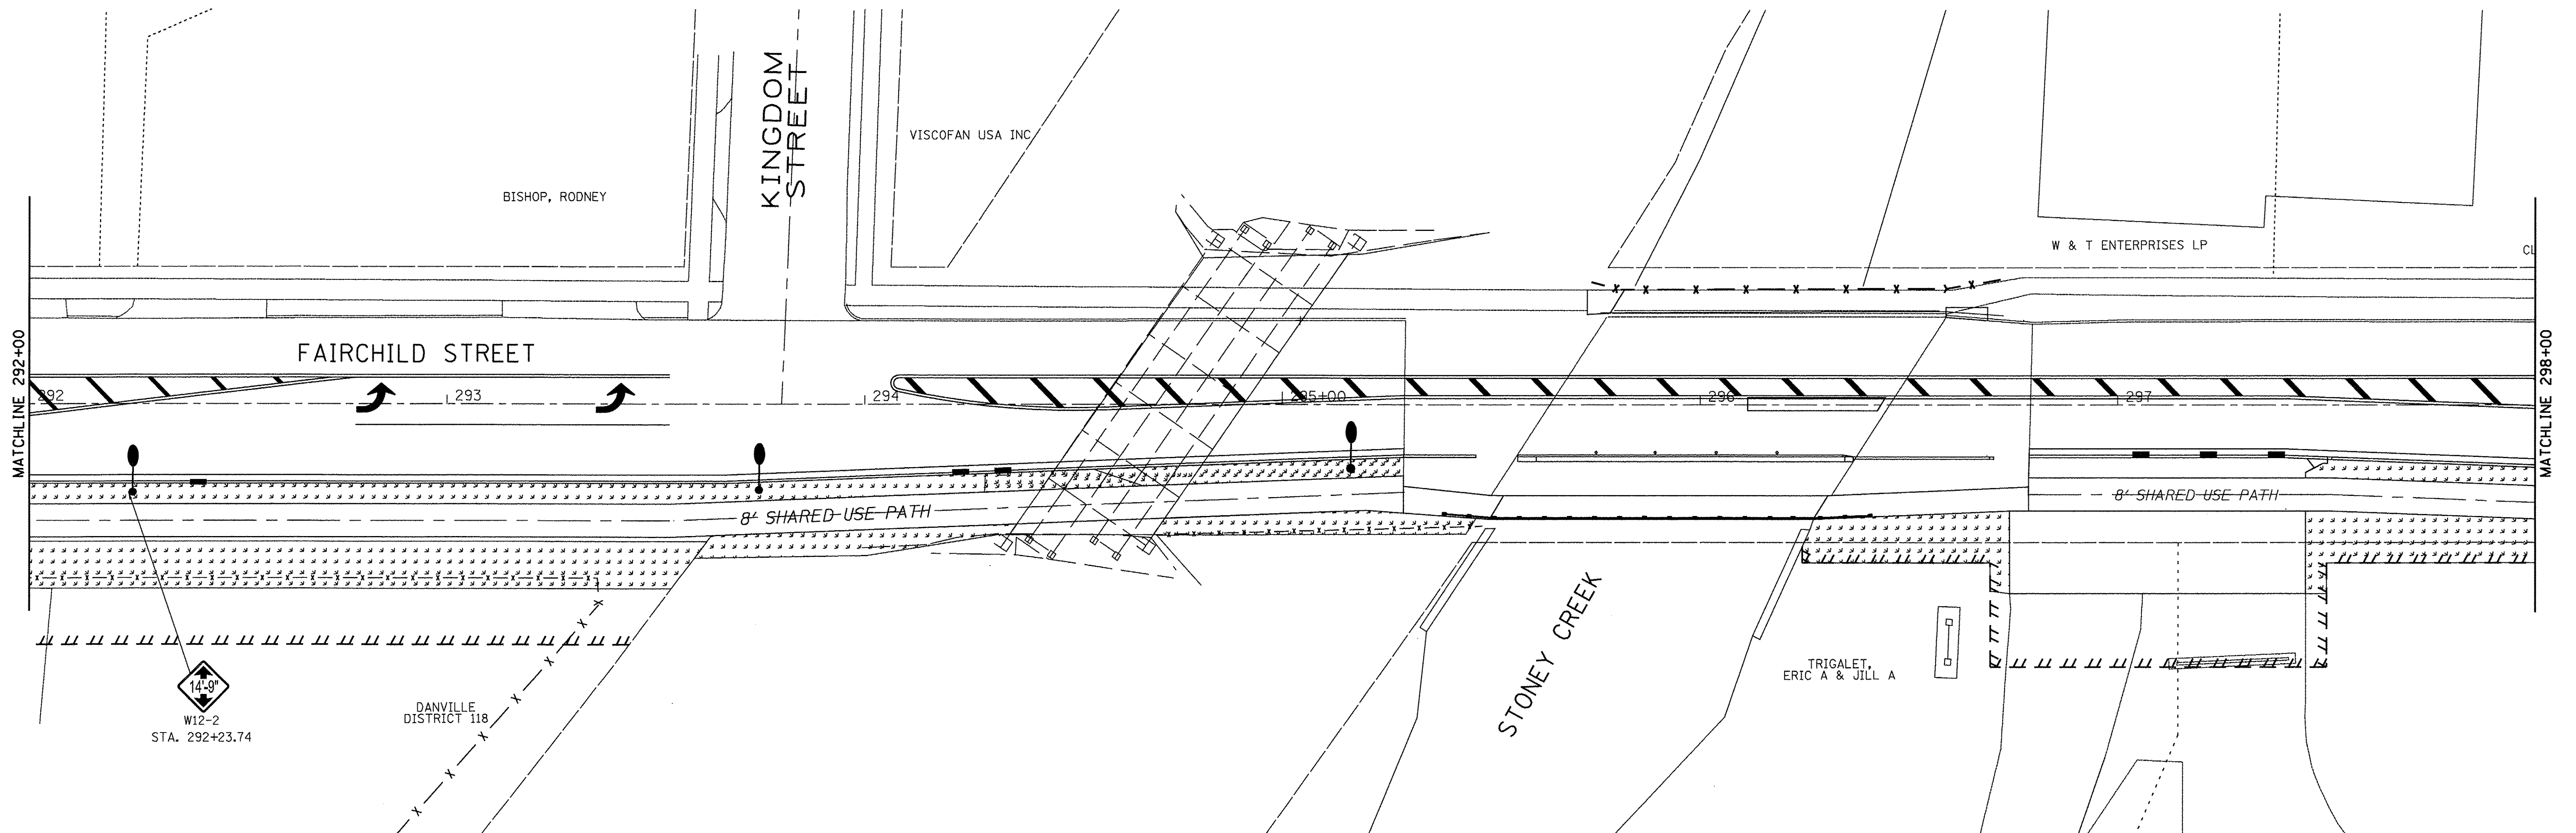 KINGDOM
STREET
VISCOFAN USA INC
BISHOP, RODNEY
W & T ENTERPRISES LP
CL
MATCHLINE 292+00
FAIRCHILD STREET
MATCHLINE 298+00
292
293
294
295+00
296
297
8' SHARED USE PATH
8' SHARED USE PATH
STONEY CREEK
14'-9"
W12-2
STA. 292+23.74
DANVILLE
DISTRICT 118
TRIGALET,
ERIC A & JILL A